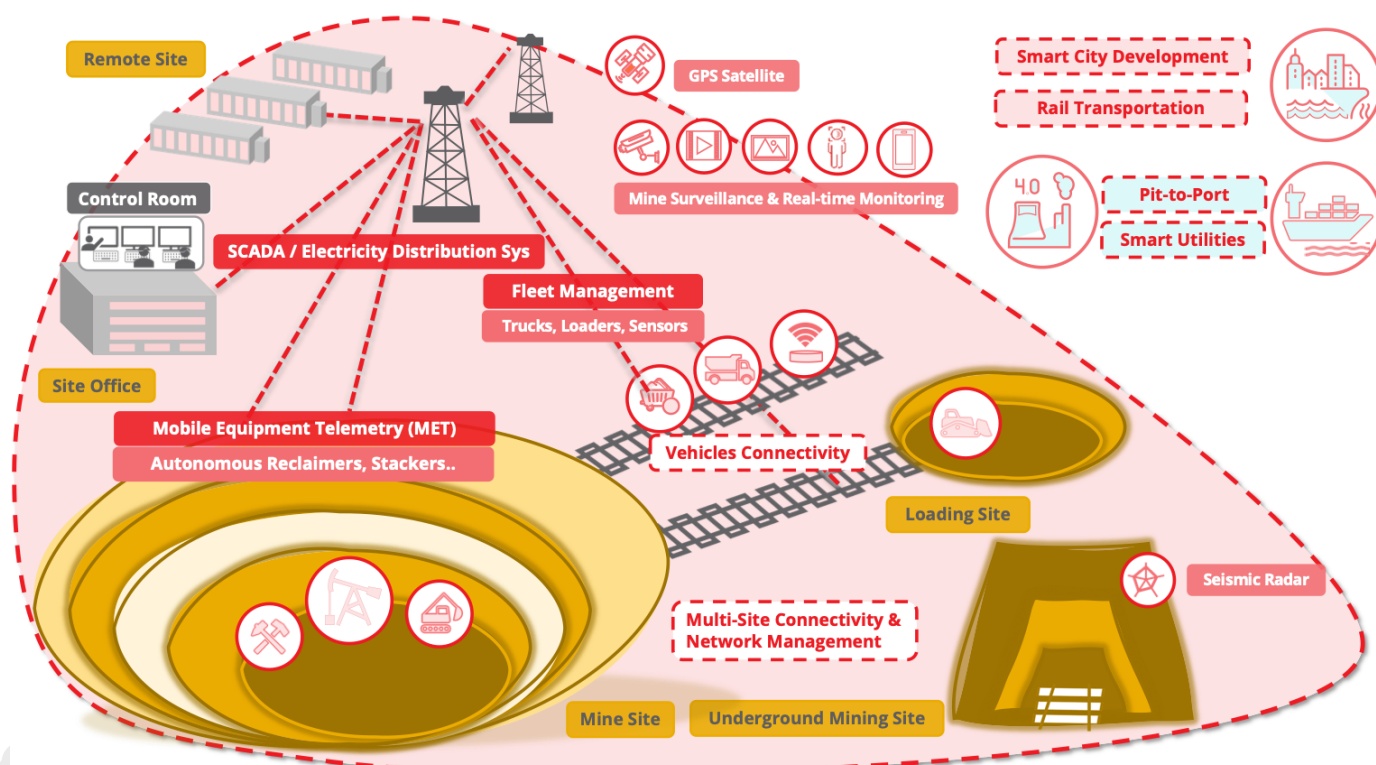 Remote Site
GPS Satellite
Smart City Development
Rail Transportation
Control Room
Mine Surveillance & Real-time Monitoring
4.0
Pit-to-Port
Smart Utilities
SCADA / Electricity Distribution Sys
Fleet Management
Trucks, Loaders, Sensors
Site Office
Mobile Equipment Telemetry (MET)
Autonomous Reclaimers, Stackers..
Vehicles Connectivity
Loading Site
Seismic Radar
Multi-Site Connectivity &
Network Management
Mine Site
Underground Mining Site